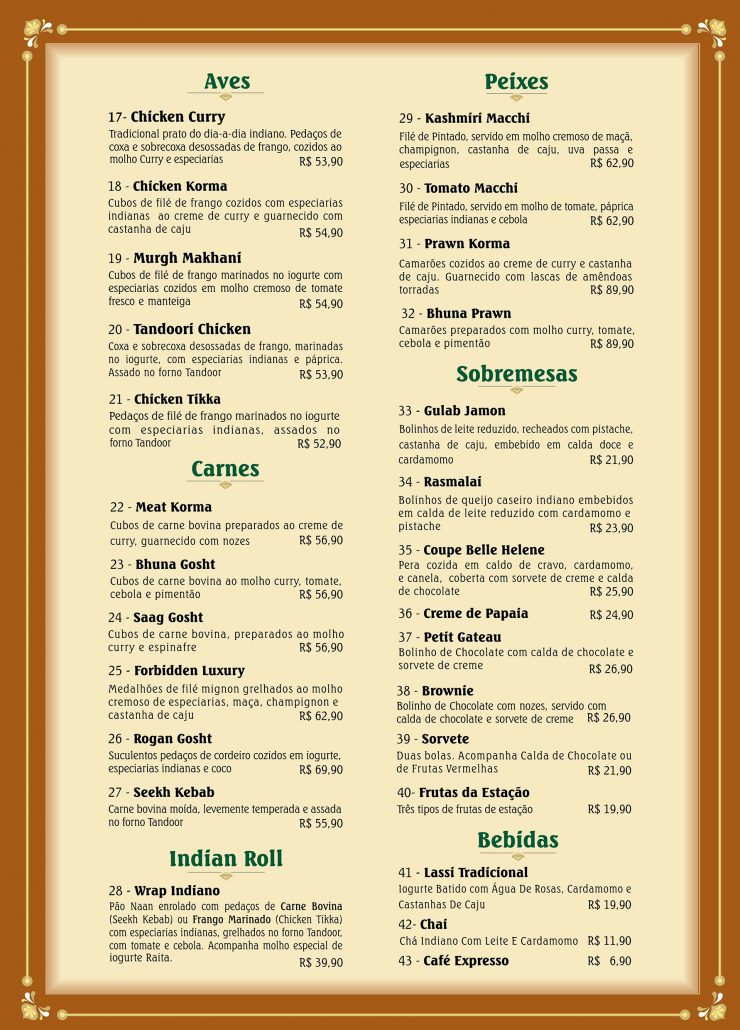 Aves
17- Chicken Curry
Tradicional prato do dia-a-dia indiano. Pedaços de
coxa e sobrecoxa desossadas de frango, cozidos ao
molho Curry e especiarias R$ 53,90
18 - Chicken Korma
Cubos de filé de frango cozidos com especiarias
indianas ao creme de curry e guarnecido com
castanha de caju R$ 54,90
19 - Murgh Makhani
Cubos de filé de frango marinados no iogurte com
especiarias cozidos em molho cremoso de tomate
fresco e manteiga R$ 54,90
20 - Tandoori Chicken
Coxa e sobrecoxa desossadas de frango, marinadas
no iogurte, com especiarias indianas e páprica.
Assado no forno Tandoor R$ 53,90
21 - Chicken Tikka
Pedaços de filé de frango marinados no iogurte
com especiarias indianas, assados no
forno Tandoor R$ 52,90
Carnes
22 - Meat Korma
Cubos de carne bovina preparados ao creme de
curry, guarnecido com nozes R$ 56,90
23 - Bhuna Gosht
Cubos de carne bovina ao molho curry, tomate,
cebola e pimentão R$ 56,90
24 - Saag Gosht
Cubos de carne bovina, preparados ao molho
curry e espinafre R$ 56,90
25 - Forbidden Luxury
Medalhões de filé mignon grelhados ao molho
cremoso de especiarias, maça, champignon e
castanha de caju R$ 62,90
26 - Rogan Gosht
Suculentos pedaços de cordeiro cozidos em iogurte,
especiarias indianas e coco R$ 69,90
27 - Seekh Kebab
Carne bovina moída, levemente temperada e assada
no forno Tandoor R$ 55,90
Indian Roll
28 - Wrap Indiano
Pão Naan enrolado com pedaços de Carne Bovina
(Seekh Kebab) ou Frango Marinado (Chicken Tikka)
com especiarias indianas, grelhados no forno Tandoor,
com tomate e cebola. Acompanha molho especial de
iogurte Raita. R$ 39,90
Peixes
29 - Kashmiri Macchi
Filé de Pintado, servido em molho cremoso de maçã,
champignon, castanha de caju, uva passa e
especiarias R$ 62,90
30 - Tomato Macchi
Filé de Pintado, servido em molho de tomate, páprica
especiarias indianas e cebola R$ 62,90
31 - Prawn Korma
Camarões cozidos ao creme de curry e castanha
de caju. Guarnecido com lascas de amêndoas
torradas R$ 89,90
32 - Bhuna Prawn
Camarões preparados com molho curry, tomate,
cebola e pimentão R$ 89,90
Sobremesas
33 - Gulab Jamon
Bolinhos de leite reduzido, recheados com pistache,
castanha de caju, embebido em calda doce e
cardamomo R$ 21,90
34 - Rasmalai
Bolinhos de queijo caseiro indiano embebidos
em calda de leite reduzido com cardamomo e
pistache R$ 23,90
35 - Coupe Belle Helene
Pera cozida em caldo de cravo, cardamomo,
e canela, coberta com sorvete de creme e calda
de chocolate R$ 25,90
36 - Creme de Papaia R$ 24,90
37 - Petit Gateau
Bolinho de Chocolate com calda de chocolate e
sorvete de creme R$ 26,90
38 - Brownie
Bolinho de Chocolate com nozes, servido com
calda de chocolate e sorvete de creme R$ 26,90
39 - Sorvete
Duas bolas. Acompanha Calda de Chocolate ou
de Frutas Vermelhas R$ 21,90
40- Frutas da Estação
Três tipos de frutas de estação R$ 19,90
Bebidas
41 - Lassi Tradicional
Iogurte Batido com Água De Rosas, Cardamomo e
Castanhas De Caju R$ 19,90
42- Chai
Chá Indiano Com Leite E Cardamomo R$ 11,90
43 - Café Expresso R$ 6,90